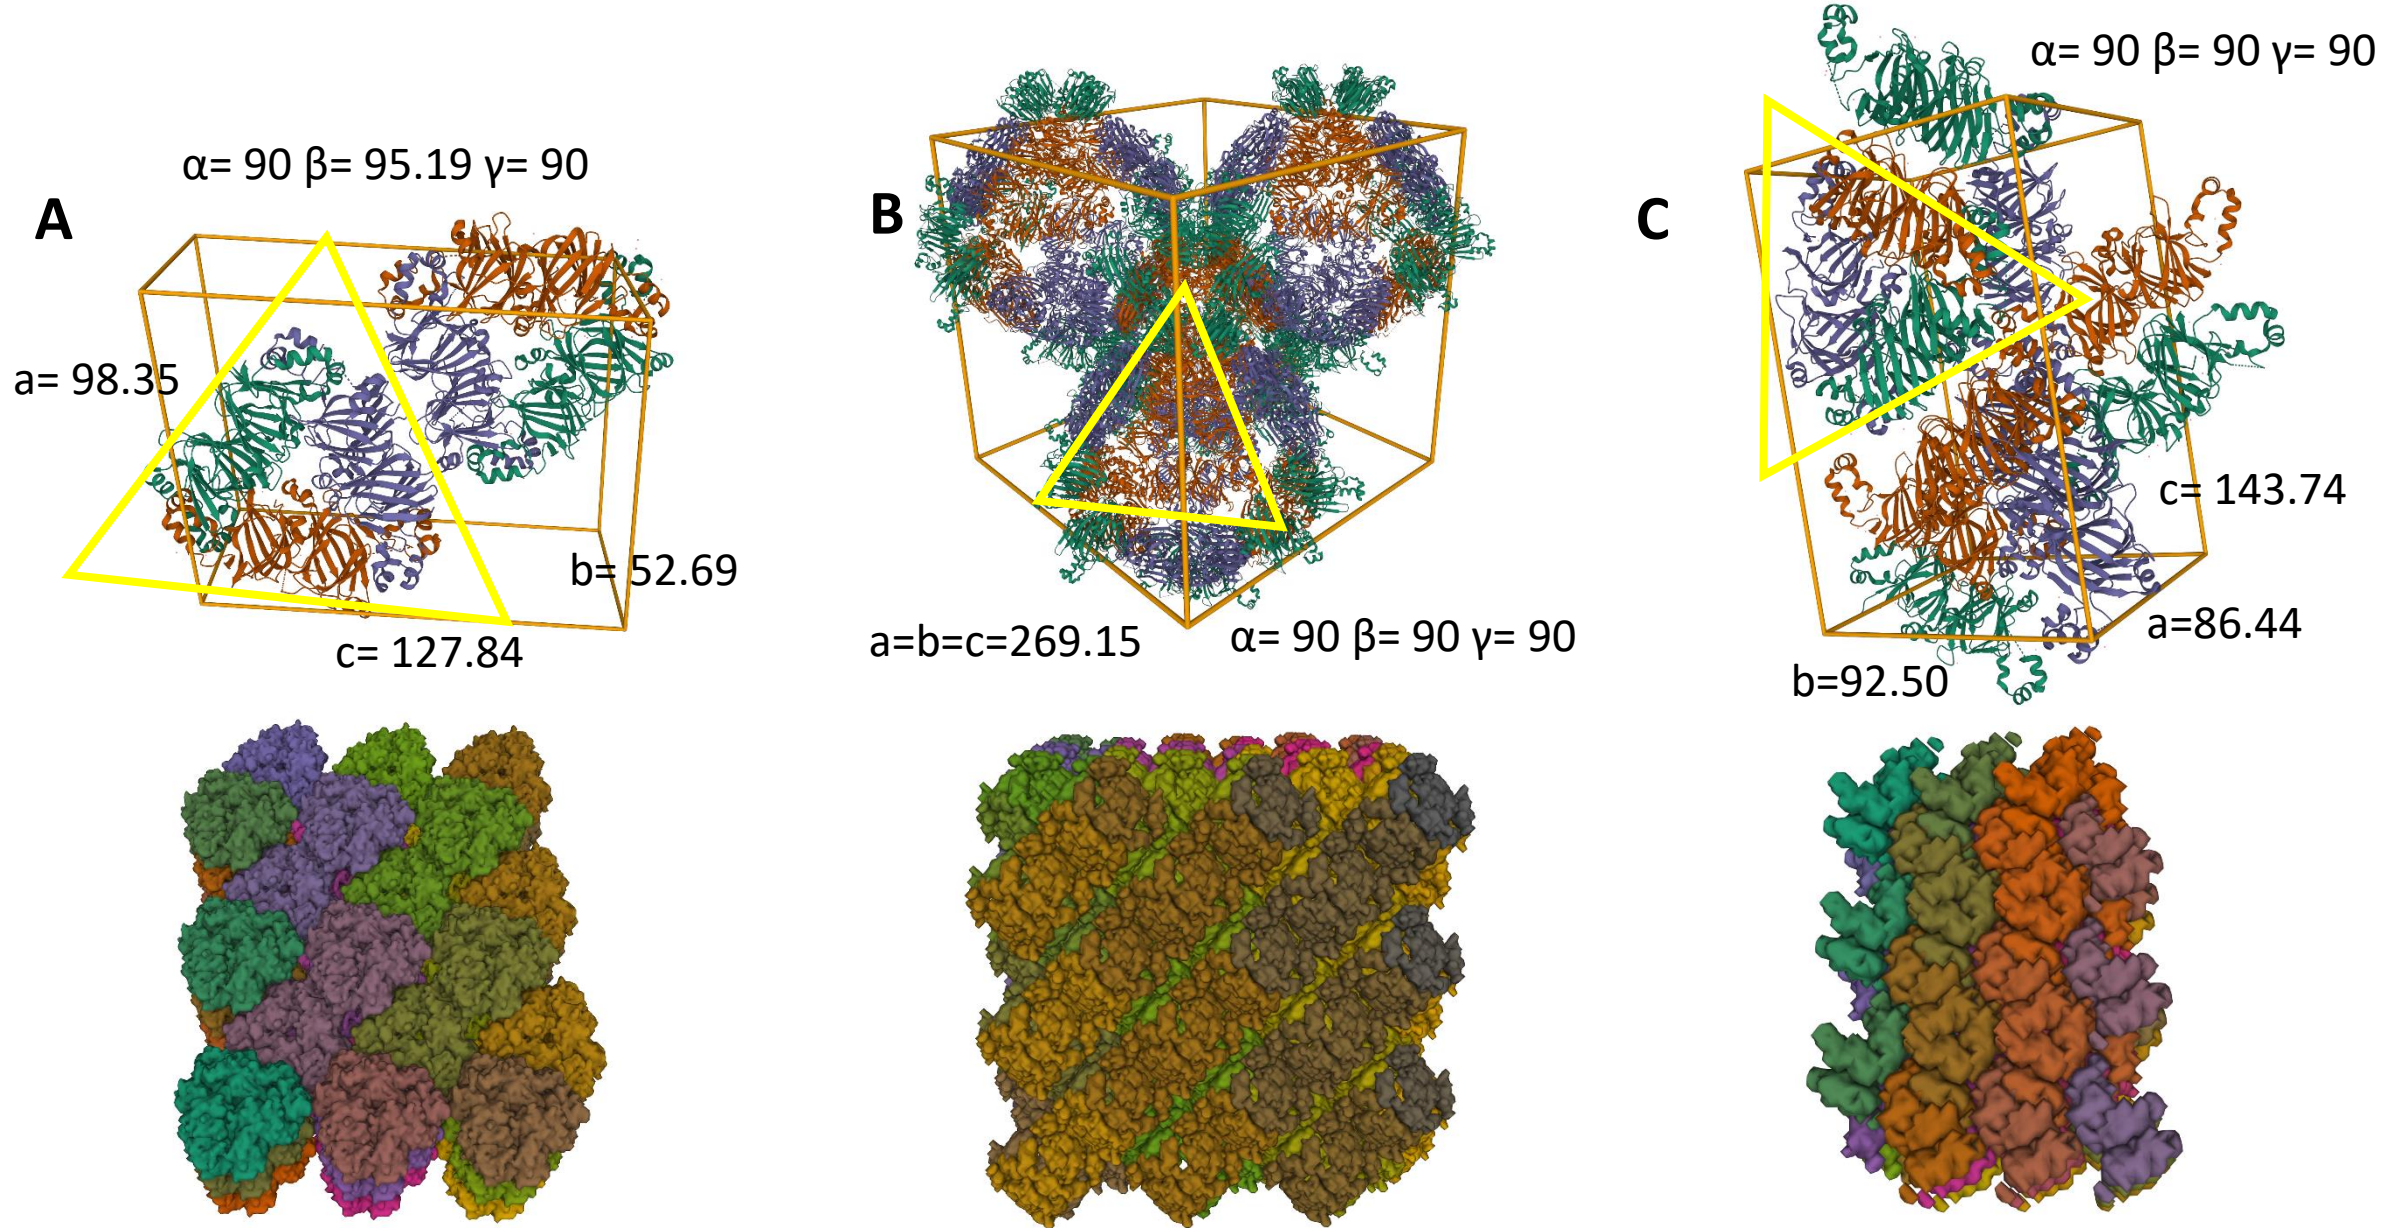 A
α= 90 β= 95.19 γ= 90
a= 98.35
b= 52.69
c= 127.84
B
a=b=c=269.15
α= 90 β= 90 γ= 90
C
α= 90 β= 90 γ= 90
c= 143.74
a=86.44
b=92.50